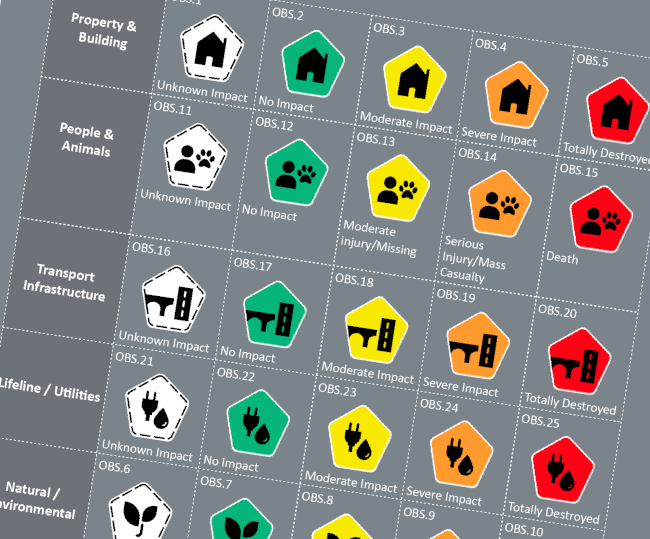 Property &
Building
OBS.1
Unknown Impact
OBS.2
No Impact
OBS.3
Moderate Impact
OBS.4
Severe Impact
OBS.5
Totally Destroyed
People &
Animals
OBS.11
Unknown Impact
OBS.12
No Impact
OBS.13
Moderate
Injury/Missing
OBS.14
Serious
Injury/Mass
Casualty
OBS.15
Death
Transport
Infrastructure
OBS.16
Unknown Impact
OBS.17
No Impact
OBS.18
Moderate Impact
OBS.19
Severe Impact
OBS.20
Totally Destroyed
Lifeline / Utilities
OBS.21
Unknown Impact
OBS.22
No Impact
OBS.23
Moderate Impact
OBS.24
Severe Impact
OBS.25
Totally Destroyed
Natural /
nvironmental
OBS.6
OBS.7
OBS.8
OBS.9
OBS.10